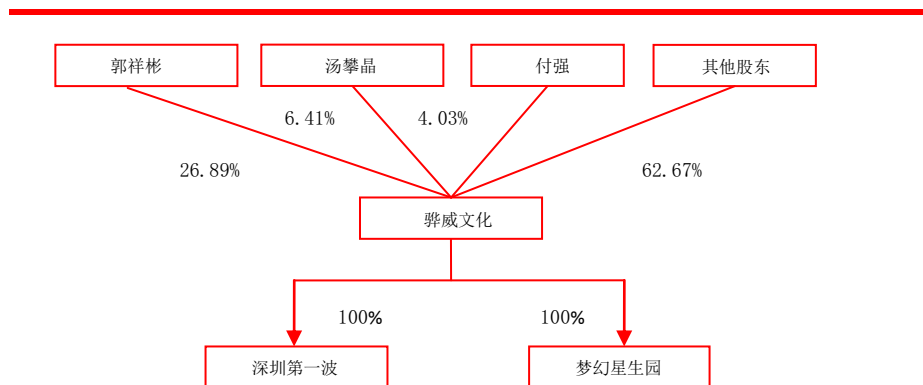 郭祥彬 汤攀晶 付强 其他股东
6.41% 4.03%
26.89% 62.67%
骅威文化
100% 100%
深圳第一波 梦幻星生园